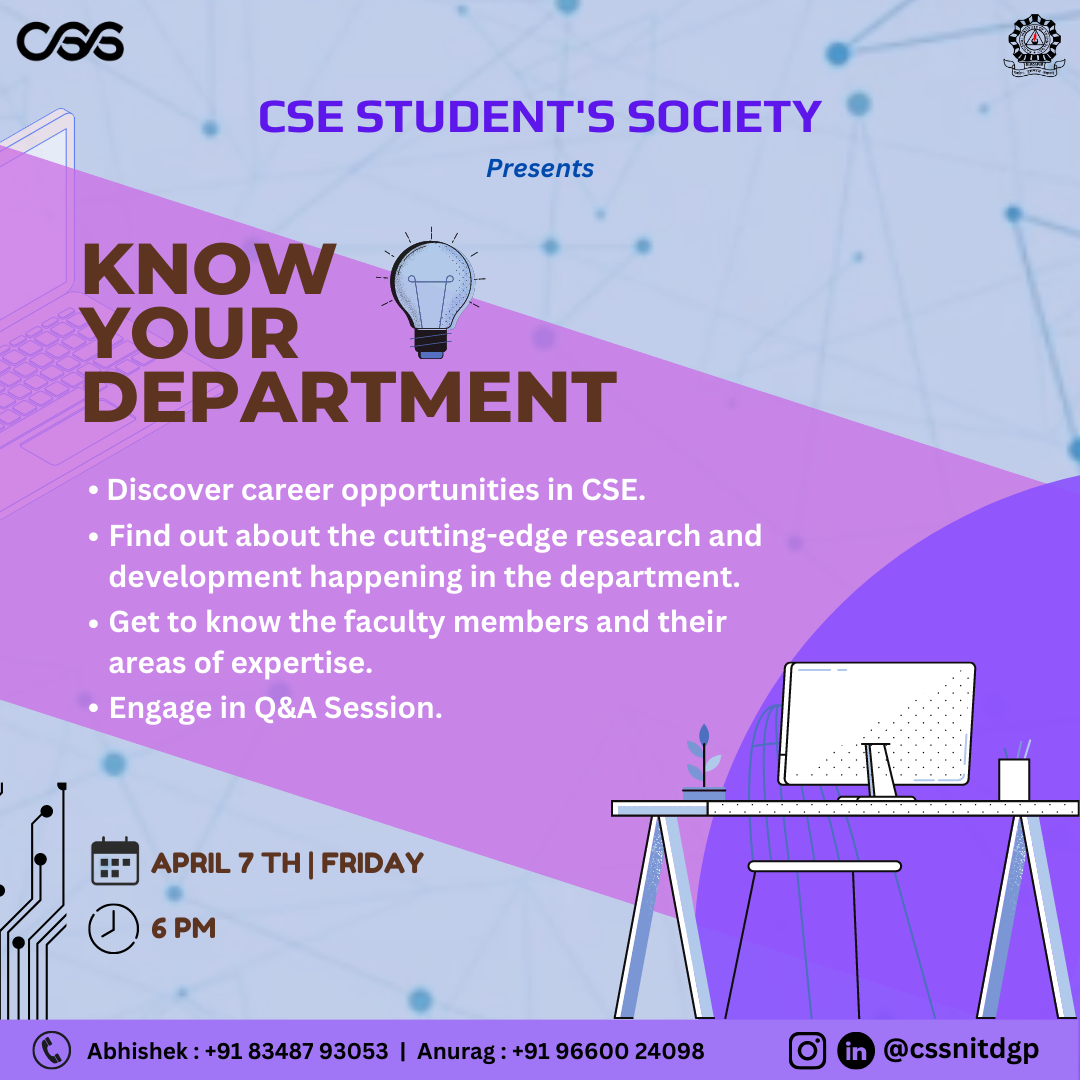 CSS
CSE STUDENT'S SOCIETY
Presents
KNOW
YOUR
DEPARTMENT
• Discover career opportunities in CSE.
• Find out about the cutting-edge research and
development happening in the department.
• Get to know the faculty members and their
areas of expertise.
• Engage in Q&A Session.
APRIL 7 TH | FRIDAY
6 PM
Abhishek : +91 83487 93053 | Anurag : +91 96600 24098
in @cssnitdgp